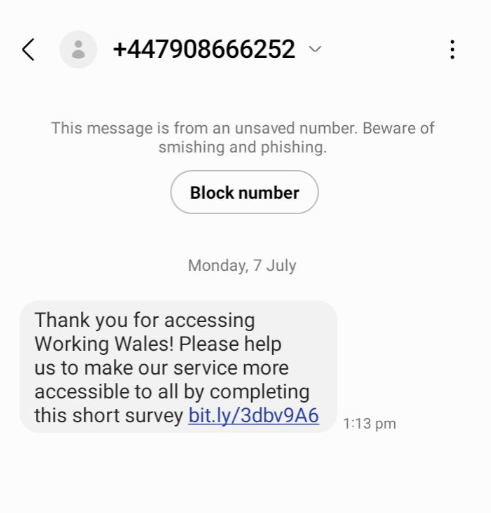 +447908666252
This message is from an unsaved number. Beware of
smishing and phishing.
Block number
Monday, 7 July
Thank you for accessing
Working Wales! Please help
us to make our service more
accessible to all by completing
this short survey bit.ly/3dbv9A6
1:13 pm